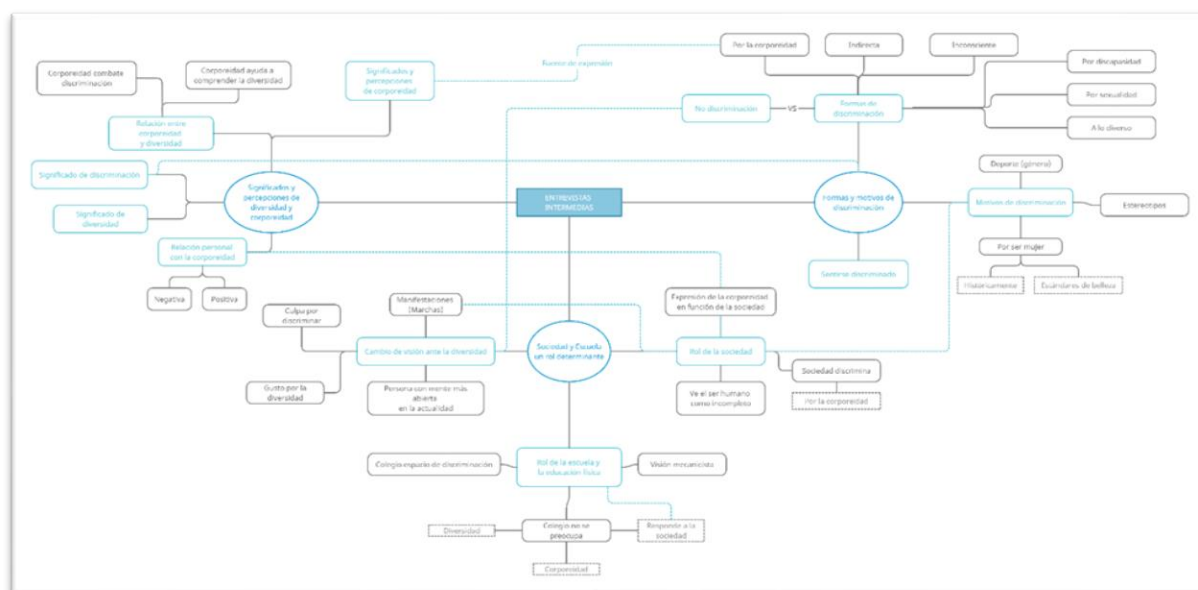 Por la corporeidad
Indirecta
Inconsciente
Corporeidad combate
discriminación
Corporeidad ayuda a
comprender la diversidad
Significados y
percepciones
de corporeidad
Fuente de expresión
Por discapacidad
No discriminación
VS
Formas de
discriminación
Por sexualidad
Relación entre
corporeidad
y diversidad
A lo diverso
Significado de discriminación
Significado de
diversidad
Significados y
percepciones de
diversidad y
corporeidad
ENTREVISTAS
INTERMEDIAS
Formas y motivos de
discriminación
Deporte (género)
Motivos de discriminación
Estereotipos
Por ser mujer
Históricamente
Estándares de belleza
Relación personal
con la corporeidad
Negativa
Positiva
Sentirse discriminado
Culpa por
discriminar
Manifestaciones
(Marchas)
Expresión de la corporeidad
en función de la sociedad
Cambio de visión ante la diversidad
Sociedad y Escuela
un rol determinante
Rol de la sociedad
Sociedad discrimina
Por la corporeidad
Gusto por la
diversidad
Persona con mente más
abierta
en la actualidad
Ve el ser humano
como incompleto
Colegio espacio de discriminación
Rol de la escuela y
la educación física
Visión mecanicista
Diversidad
Colegio no se
preocupa
Responde a la
sociedad
Corporeidad